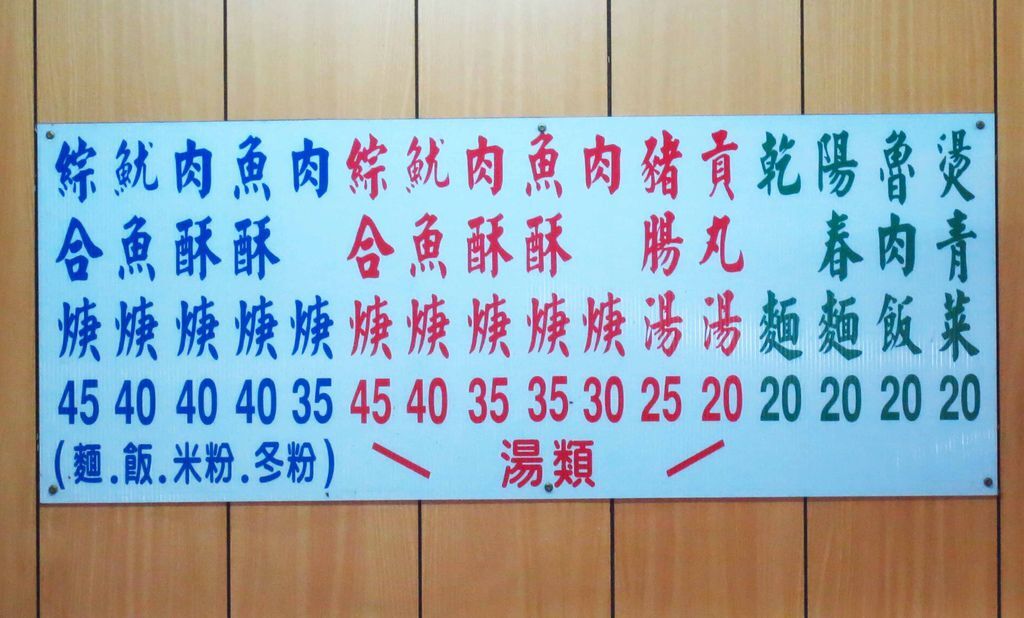 綜合焿 45
魷魚焿 40
肉酥焿 40
魚酥焿 40
肉焿 35
(麵.飯.米粉.冬粉)
綜合焿 45
魷魚焿 40
肉酥焿 35
魚酥焿 35
肉焿 30
豬腸湯 25
貢丸湯 20
湯類
乾麵 20
陽春麵 20
魯肉飯 20
燙青菜 20